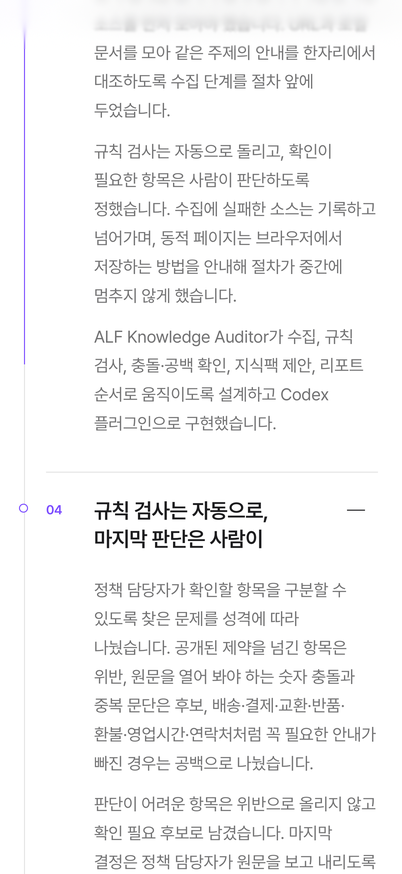 문서를 모아 같은 주제의 안내를 한자리에서
대조하도록 수집 단계를 절차 앞에
두었습니다.
규칙 검사는 자동으로 돌리고, 확인이
필요한 항목은 사람이 판단하도록
정했습니다. 수집에 실패한 소스는 기록하고
넘어가며, 동적 페이지는 브라우저에서
저장하는 방법을 안내해 절차가 중간에
멈추지 않게 했습니다.
ALF Knowledge Auditor가 수집, 규칙
검사, 충돌·공백 확인, 지식팩 제안, 리포트
순서로 움직이도록 설계하고 Codex
플러그인으로 구현했습니다.
04
규칙 검사는 자동으로,
마지막 판단은 사람이
정책 담당자가 확인할 항목을 구분할 수
있도록 찾은 문제를 성격에 따라
나눴습니다. 공개된 제약을 넘긴 항목은
위반, 원문을 열어 봐야 하는 숫자 충돌과
중복 문단은 후보, 배송·결제·교환·반품·
환불·영업시간·연락처처럼 꼭 필요한 안내가
빠진 경우는 공백으로 나눴습니다.
판단이 어려운 항목은 위반으로 올리지 않고
확인 필요 후보로 남겼습니다. 마지막
결정은 정책 담당자가 원문을 보고 내리도록